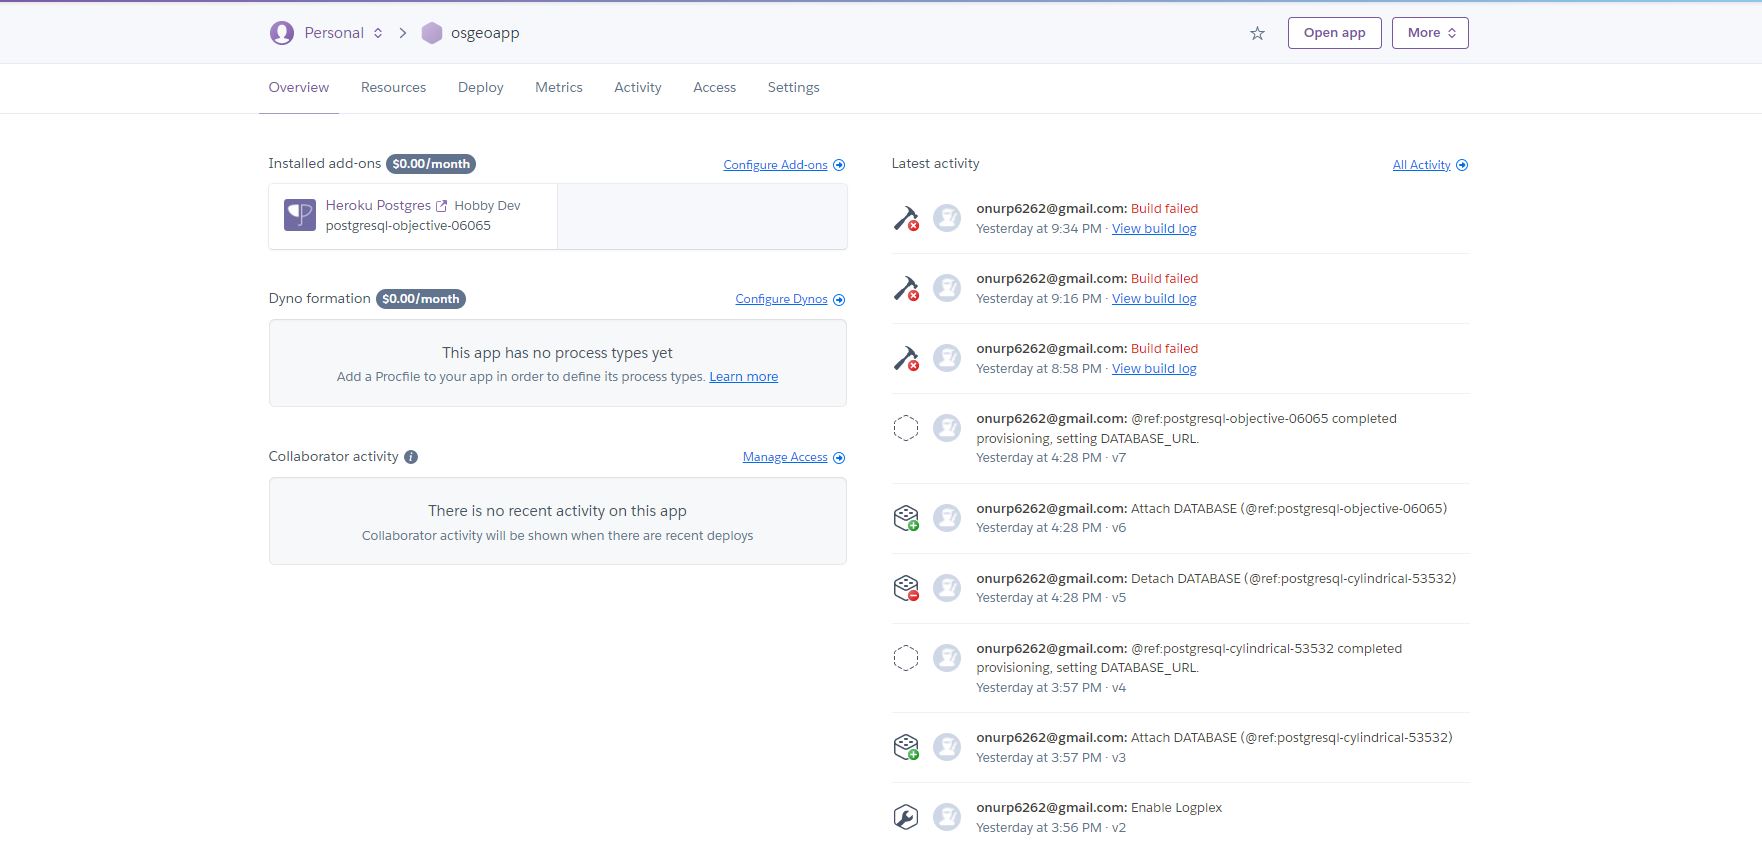 Personal osgeoapp Open app More
Overview Resources Deploy Metrics Activity Access Settings
Installed add-ons $0.00/month Configure Add-ons
Heroku Postgres Hobby Dev
postgresql-objective-06065
Dyno formation $0.00/month Configure Dynos
This app has no process types yet
Add a Procfile to your app in order to define its process types. Learn more
Collaborator activity Manage Access
There is no recent activity on this app
Collaborator activity will be shown when there are recent deploys
Latest activity All Activity
onurp6262@gmail.com: Build failed
Yesterday at 9:34 PM · View build log
onurp6262@gmail.com: Build failed
Yesterday at 9:16 PM · View build log
onurp6262@gmail.com: Build failed
Yesterday at 8:58 PM · View build log
onurp6262@gmail.com: @ref:postgresql-objective-06065 completed
provisioning, setting DATABASE_URL.
Yesterday at 4:28 PM · v7
onurp6262@gmail.com: Attach DATABASE (@ref:postgresql-objective-06065)
Yesterday at 4:28 PM · v6
onurp6262@gmail.com: Detach DATABASE (@ref:postgresql-cylindrical-53532)
Yesterday at 4:28 PM · v5
onurp6262@gmail.com: @ref:postgresql-cylindrical-53532 completed
provisioning, setting DATABASE_URL.
Yesterday at 3:57 PM · v4
onurp6262@gmail.com: Attach DATABASE (@ref:postgresql-cylindrical-53532)
Yesterday at 3:57 PM · v3
onurp6262@gmail.com: Enable Logplex
Yesterday at 3:56 PM · v2